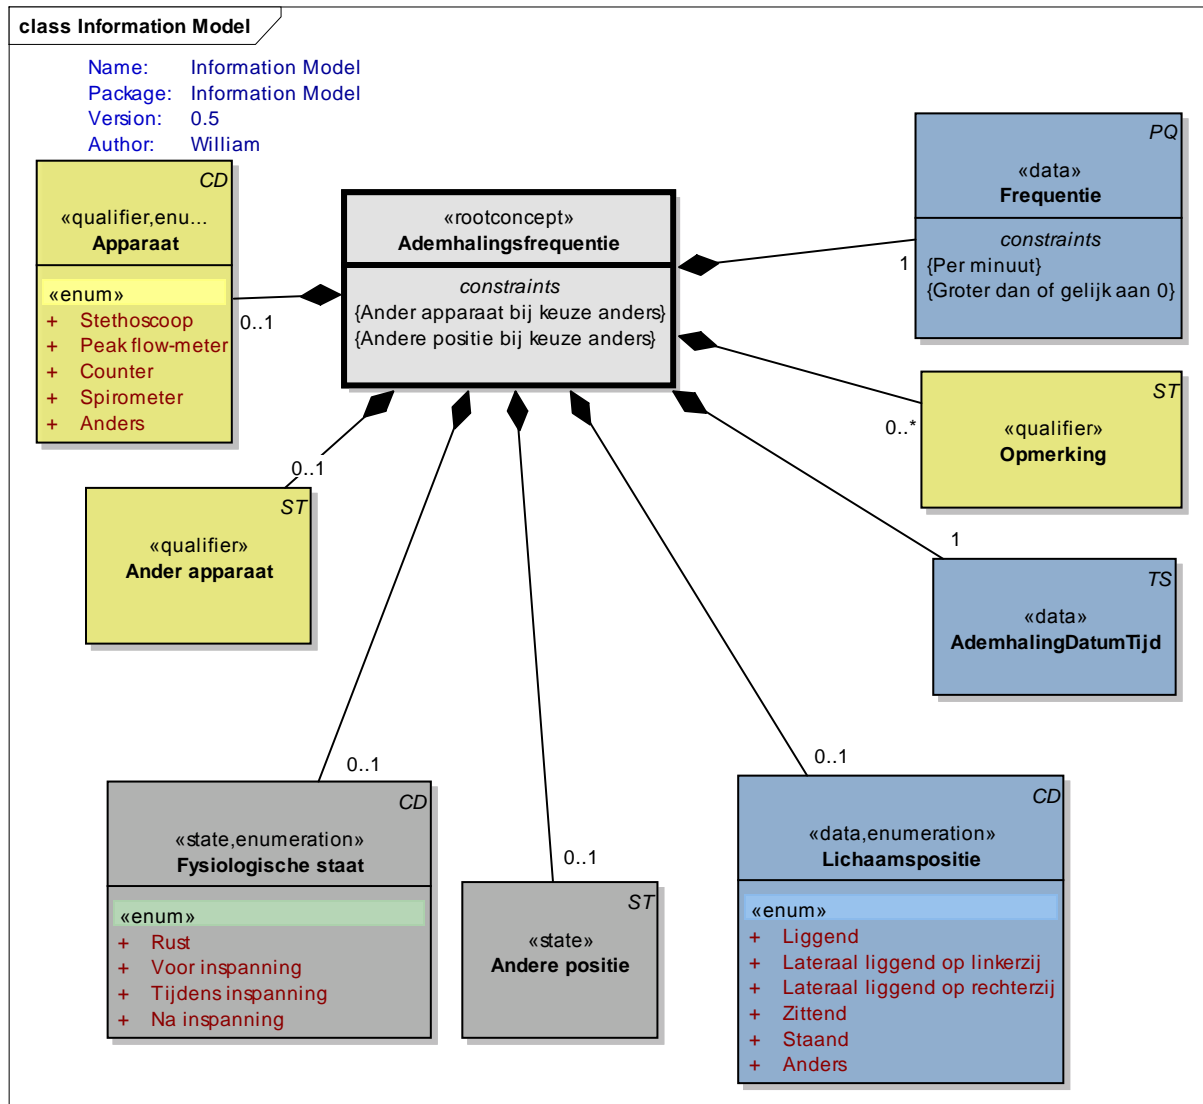 class Information Model
Name: Information Model
Package: Information Model
Version: 0.5
Author: William
CD
«qualifier,enu...
Apparaat
«enum»
+ Stethoscoop
+ Peak flow-meter
+ Counter
+ Spirometer
+ Anders
0..1
«rootconcept»
Ademhalingsfrequentie
constraints
{Ander apparaat bij keuze anders}
{Andere positie bij keuze anders}
PQ
«data»
Frequentie
constraints
{Per minuut}
{Groter dan of gelijk aan 0}
1
ST
«qualifier»
Opmerking
0..*
0..1
ST
«qualifier»
Ander apparaat
1
TS
«data»
AdemhalingDatumTijd
0..1
CD
«state,enumeration»
Fysiologische staat
«enum»
+ Rust
+ Voor inspanning
+ Tijdens inspanning
+ Na inspanning
0..1
ST
«state»
Andere positie
0..1
CD
«data,enumeration»
Lichaamspositie
«enum»
+ Liggend
+ Lateraal liggend op linkerzij
+ Lateraal liggend op rechterzij
+ Zittend
+ Staand
+ Anders